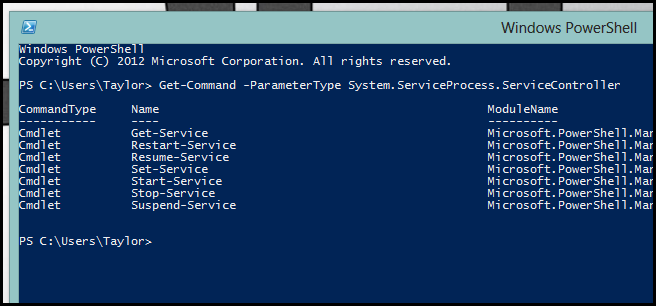 Windows PowerShell
Windows PowerShell
Copyright (C) 2012 Microsoft Corporation. All rights reserved.
PS C:\Users\Taylor> Get-Command -ParameterType System.ServiceProcess.ServiceController
CommandType     Name                                               ModuleName
-----------     ----                                               ----------
Cmdlet          Get-Service                                        Microsoft.PowerShell.Mar
Cmdlet          Restart-Service                                    Microsoft.PowerShell.Mar
Cmdlet          Resume-Service                                     Microsoft.PowerShell.Mar
Cmdlet          Set-Service                                        Microsoft.PowerShell.Mar
Cmdlet          Start-Service                                      Microsoft.PowerShell.Mar
Cmdlet          Stop-Service                                       Microsoft.PowerShell.Mar
Cmdlet          Suspend-Service                                    Microsoft.PowerShell.Mar
PS C:\Users\Taylor>